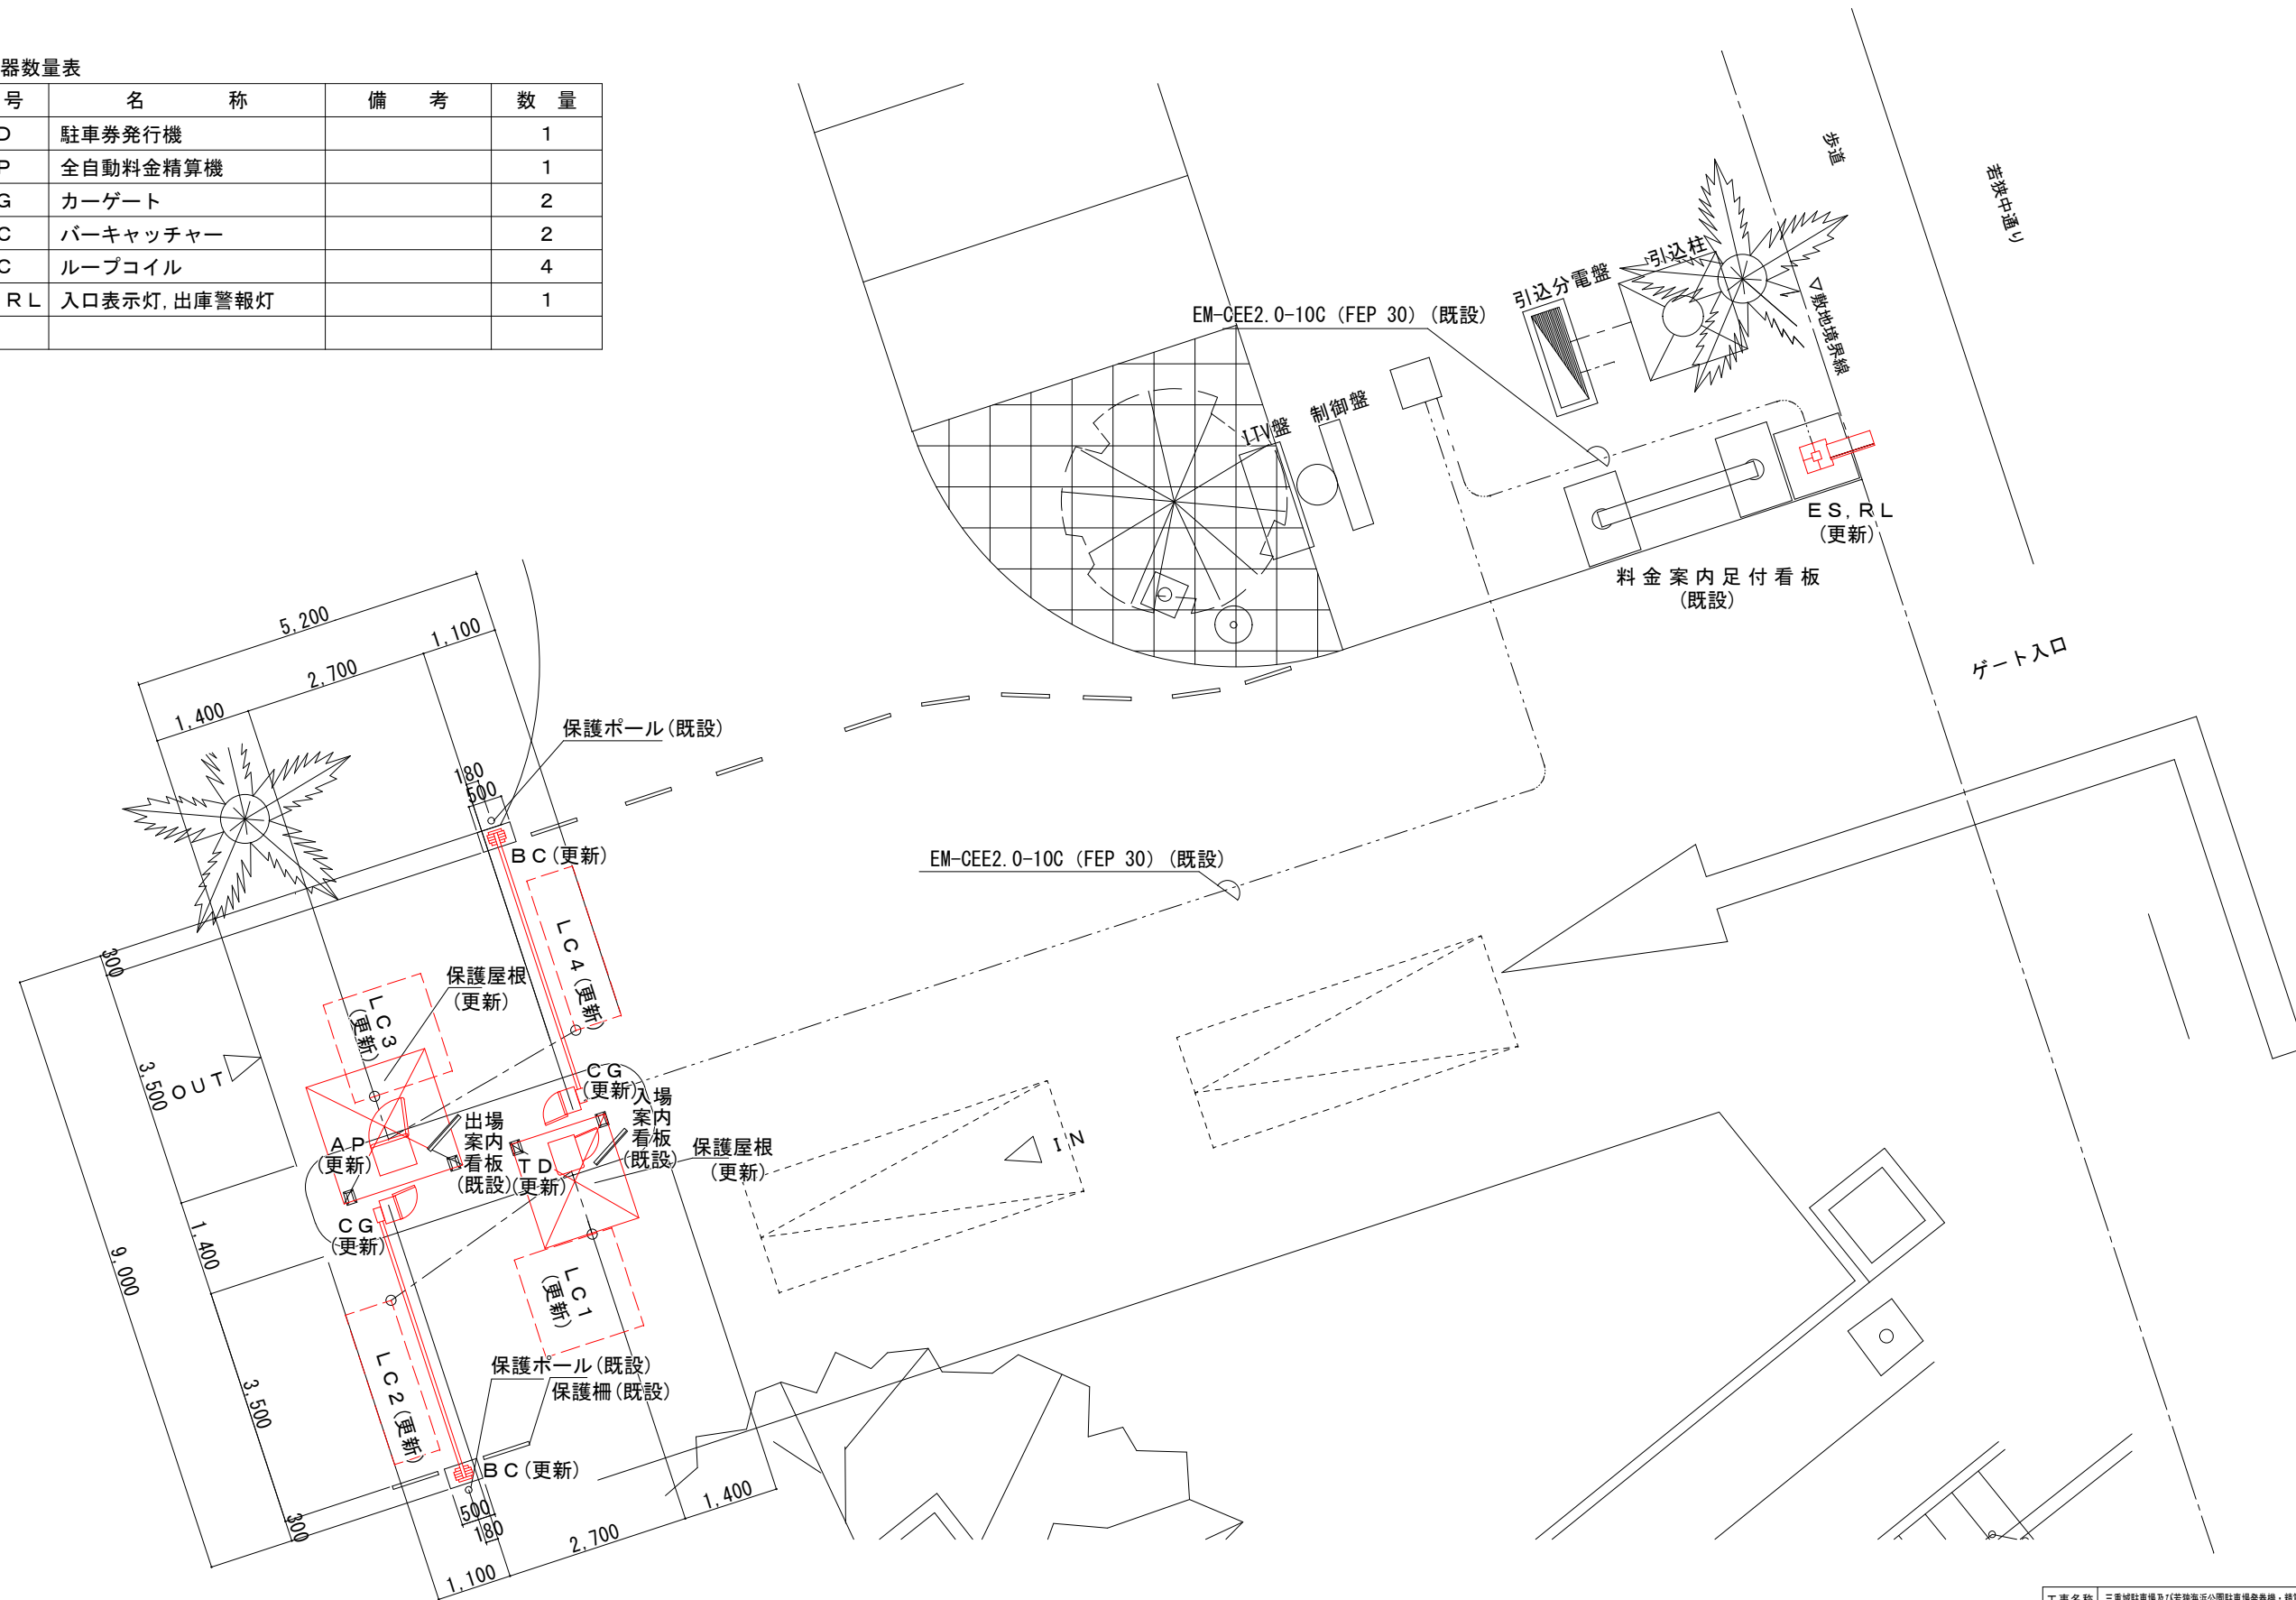 器数量表
号 名 称 備 考 数 量
D 駐車券発行機 1
P 全自動料金精算機 1
G カーゲート 2
C バーキャッチャー 2
C ループコイル 4
RL 入口表示灯,出庫警報灯 1
歩道
若狭中通り
引込柱
引込分電盤
▽敷地境界線
EM-CEE2.0-10C (FEP 30) (既設)
制御盤
ITV盤
ES,RL
(更新)
料金案内足付看板
(既設)
ゲート入口
5,200
1,100
2,700
1,400
保護ポール(既設)
180
500
BC(更新)
EM-CEE2.0-10C (FEP 30) (既設)
LC4(更新)
300
保護屋根
(更新)
LC3
(更新)
3,500
OUT
CG
(更新)
入場
案内
看板
(既設)
出場
案内
看板
(既設)
AP
(更新)
TD
(更新)
保護屋根
(更新)
IN
CG
(更新)
1,400
9,000
LC1
(更新)
LC2(更新)
3,500
保護ポール(既設)
保護柵(既設)
BC(更新)
300
500
180
1,400
2,700
1,100
工事名称